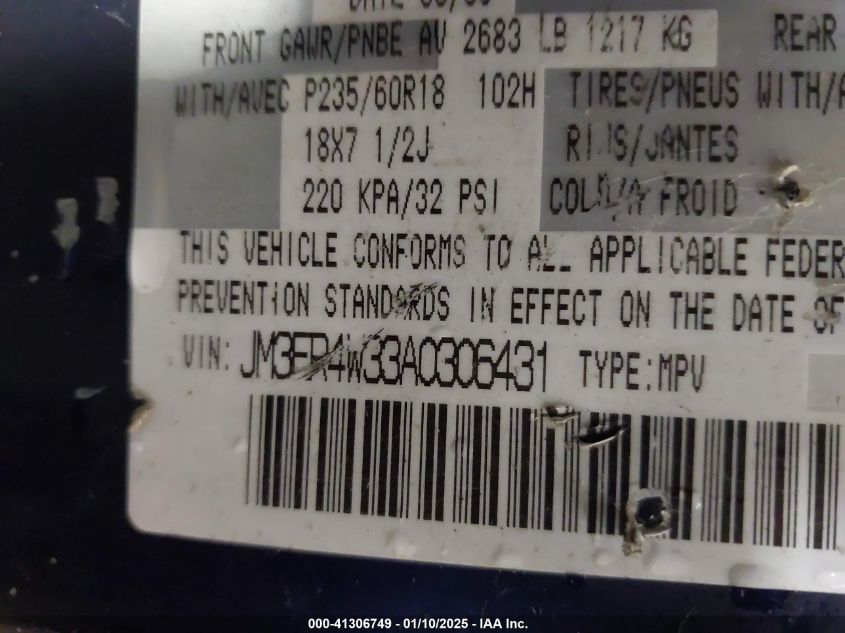 DATE
FRONT GAWR/PNBE AV 2683 LB 1217 KG REAR
WITH/AVEC P235/60R18 102H TIRES/PNEUS WITH/A
18X7 1/2J RIMS/JANTES
220 KPA/32 PSI COLD/A FROID
THIS VEHICLE CONFORMS TO ALL APPLICABLE FEDER
PREVENTION STANDARDS IN EFFECT ON THE DATE OF
VIN: JM3ER4W33A0306431 TYPE:MPV
000-41306749 — 01/10/2025 — IAA Inc.